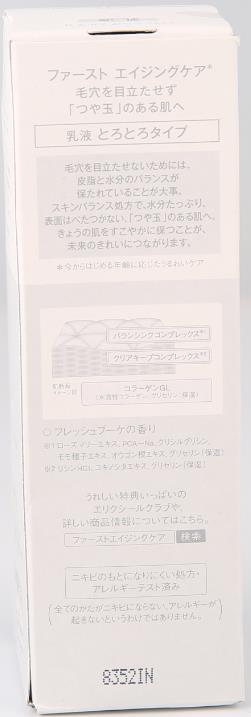 ファースト エイジングケア*
毛穴を目立たせず
「つや玉」のある肌へ
乳液 とろとろタイプ
毛穴を目立たせないためには、
皮脂と水分のバランスが
保たれていることが大事。
スキンバランス処方で、水分たっぷり、
表面はべたつかない、「つや玉」のある肌へ。
きょうの肌をすこやかに保つことが、
未来のきれいにつながります。
*今からはじめる年齢に応じたうるおいケア
バランシングコンプレックス*1
クリアキープコンプレックス*2
コラーゲンGL
(水溶性コラーゲン、グリセリン:保湿)
○ フレッシュブーケの香り
*1 ローズマリーエキス、PCA-Na、グリシルグリシン、
モモ種子エキス、オウゴン根エキス、グリセリン[保湿]
*2 リシンHCl、ユキノシタエキス、グリセリン[保湿]
うれしい特典いっぱいの
エリクシールクラブや、
詳しい商品情報についてはこちら。
ファーストエイジングケア 検索
ニキビのもとになりにくい処方・
アレルギーテスト済み
(全てのかたがニキビにならない、アレルギーが
起きないというわけではありません。)
8352IN